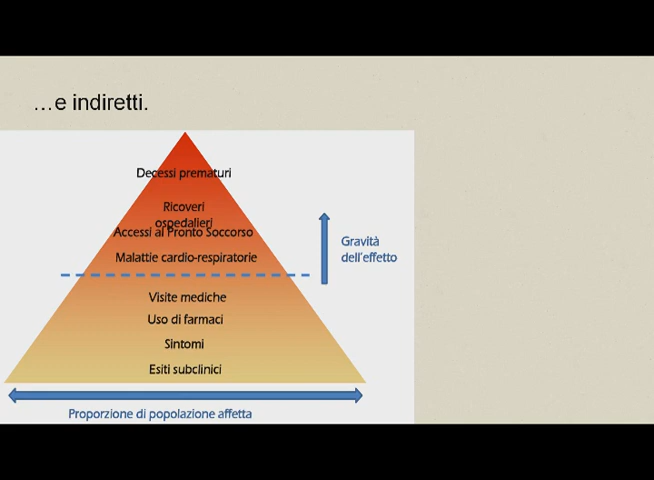 …e indiretti.
Decessi prematuri
Ricoveri
ospedalieri
Accessi al Pronto Soccorso
Malattie cardio-respiratorie
Gravità
dell'effetto
Visite mediche
Uso di farmaci
Sintomi
Esiti subclinici
Proporzione di popolazione affetta